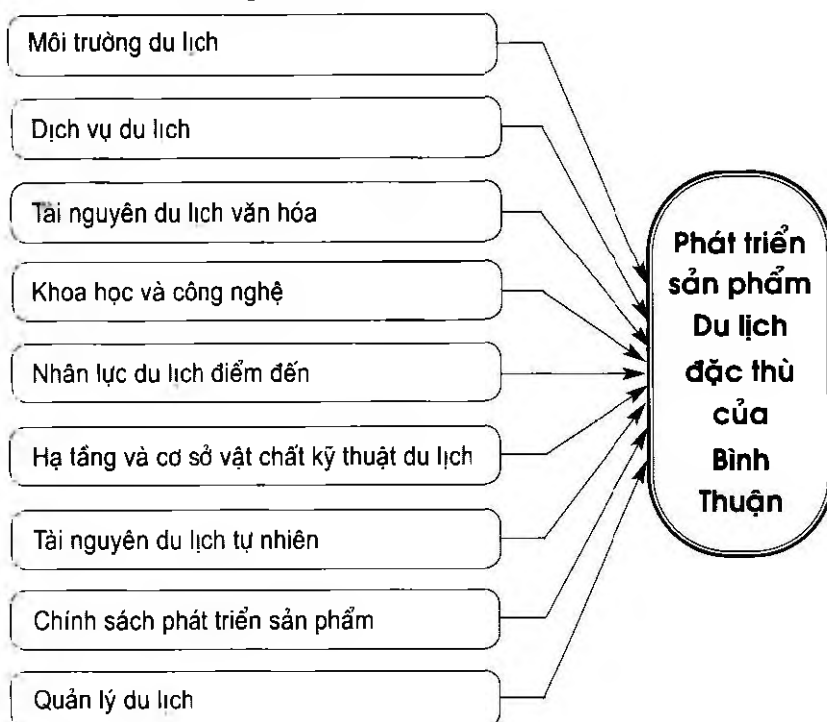 Môi trường du lịch
Dịch vụ du lịch
Tài nguyên du lịch văn hóa
Khoa học và công nghệ
Nhân lực du lịch điểm đến
Hạ tầng và cơ sở vật chất kỹ thuật du lịch
Tài nguyên du lịch tự nhiên
Chính sách phát triển sản phẩm
Quản lý du lịch
Phát triển
sản phẩm
Du lịch
đặc thù
của
Bình
Thuận